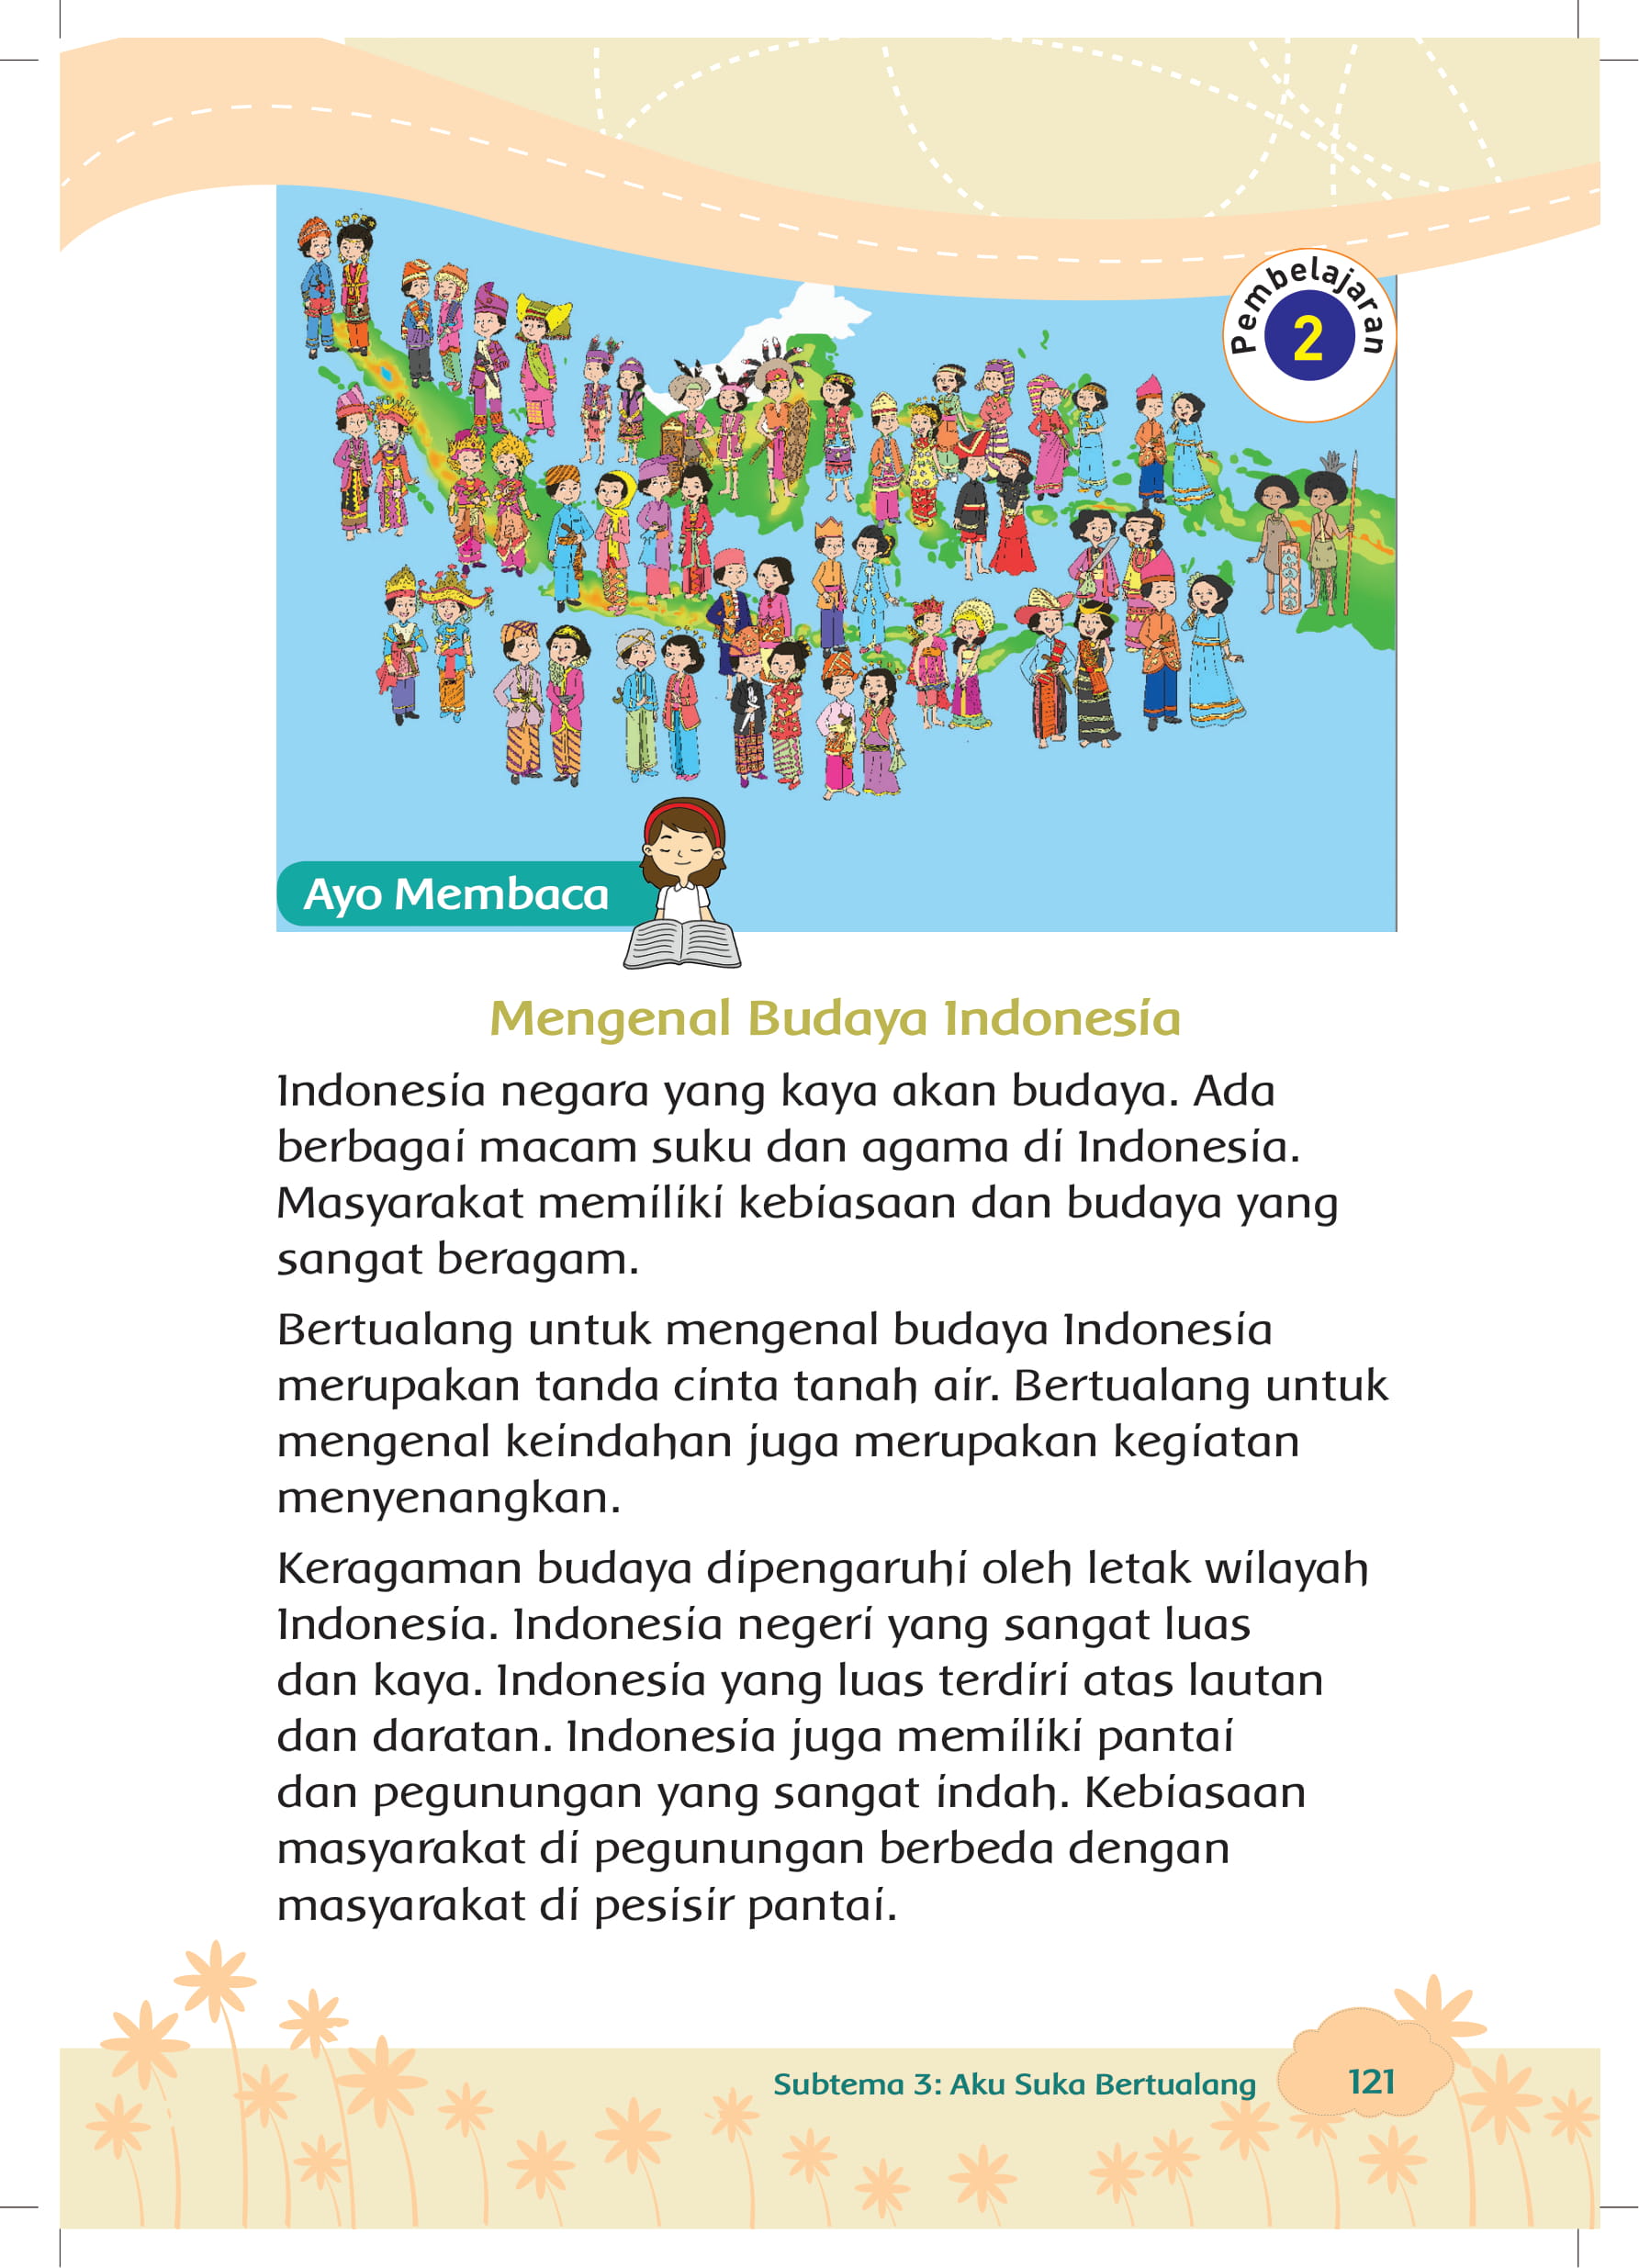 Pembelajaran
2
Ayo Membaca
Mengenal Budaya Indonesia
Indonesia negara yang kaya akan budaya. Ada
berbagai macam suku dan agama di Indonesia.
Masyarakat memiliki kebiasaan dan budaya yang
sangat beragam.
Bertualang untuk mengenal budaya Indonesia
merupakan tanda cinta tanah air. Bertualang untuk
mengenal keindahan juga merupakan kegiatan
menyenangkan.
Keragaman budaya dipengaruhi oleh letak wilayah
Indonesia. Indonesia negeri yang sangat luas
dan kaya. Indonesia yang luas terdiri atas lautan
dan daratan. Indonesia juga memiliki pantai
dan pegunungan yang sangat indah. Kebiasaan
masyarakat di pegunungan berbeda dengan
masyarakat di pesisir pantai.
Subtema 3: Aku Suka Bertualang
121